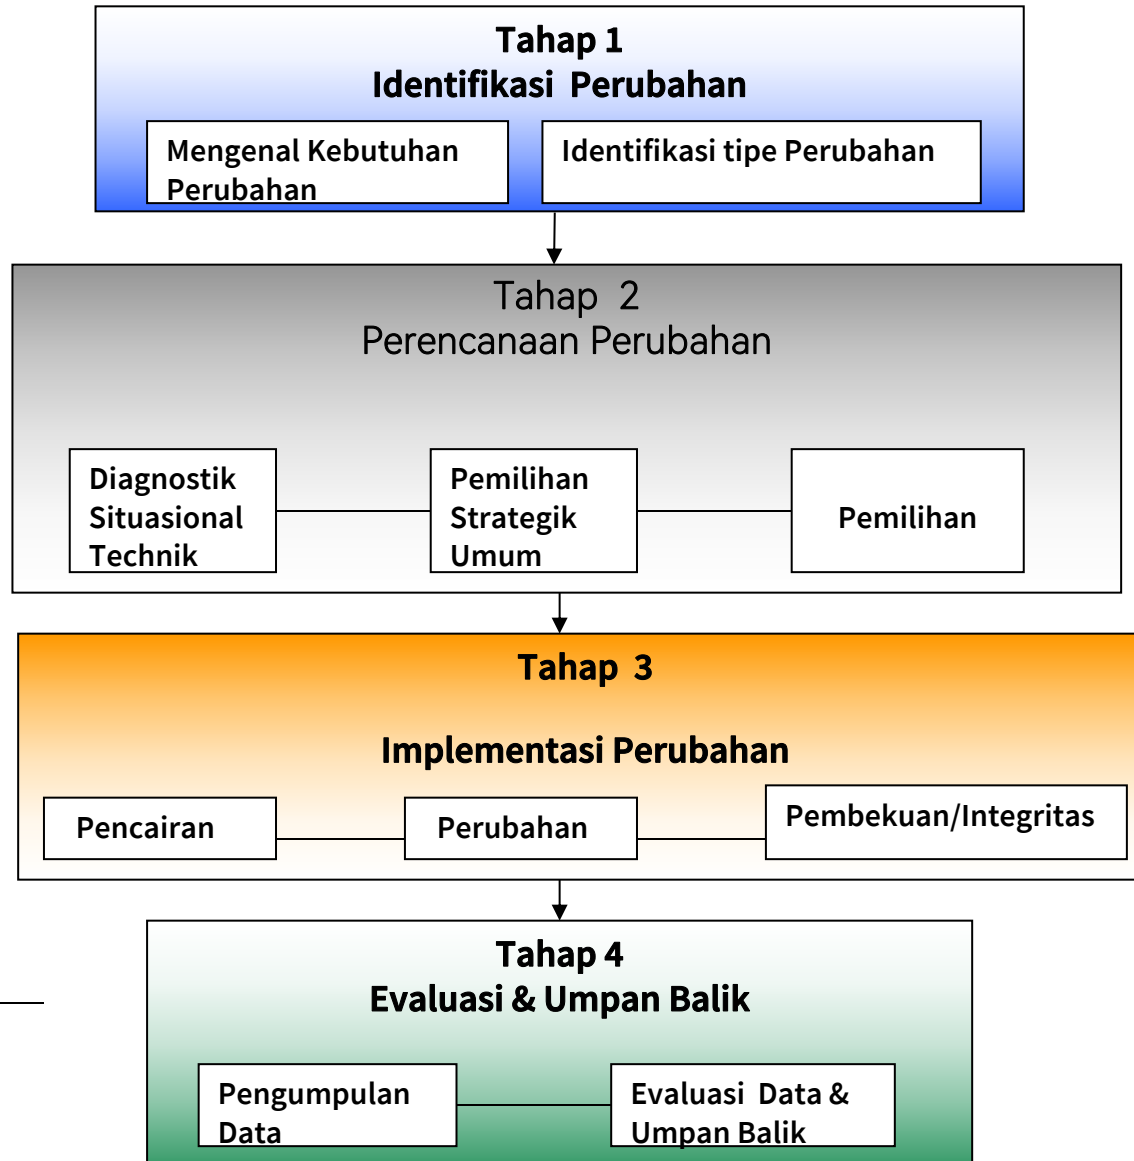 Tahap 1
Identifikasi Perubahan
Mengenal Kebutuhan
Perubahan
Identifikasi tipe Perubahan
Tahap 2
Perencanaan Perubahan
Diagnostik
Situasional
Technik
Pemilihan
Strategik
Umum
Pemilihan
Tahap 3
Implementasi Perubahan
Pencairan
Perubahan
Pembekuan/Integritas
Tahap 4
Evaluasi & Umpan Balik
Pengumpulan
Data
Evaluasi Data &
Umpan Balik